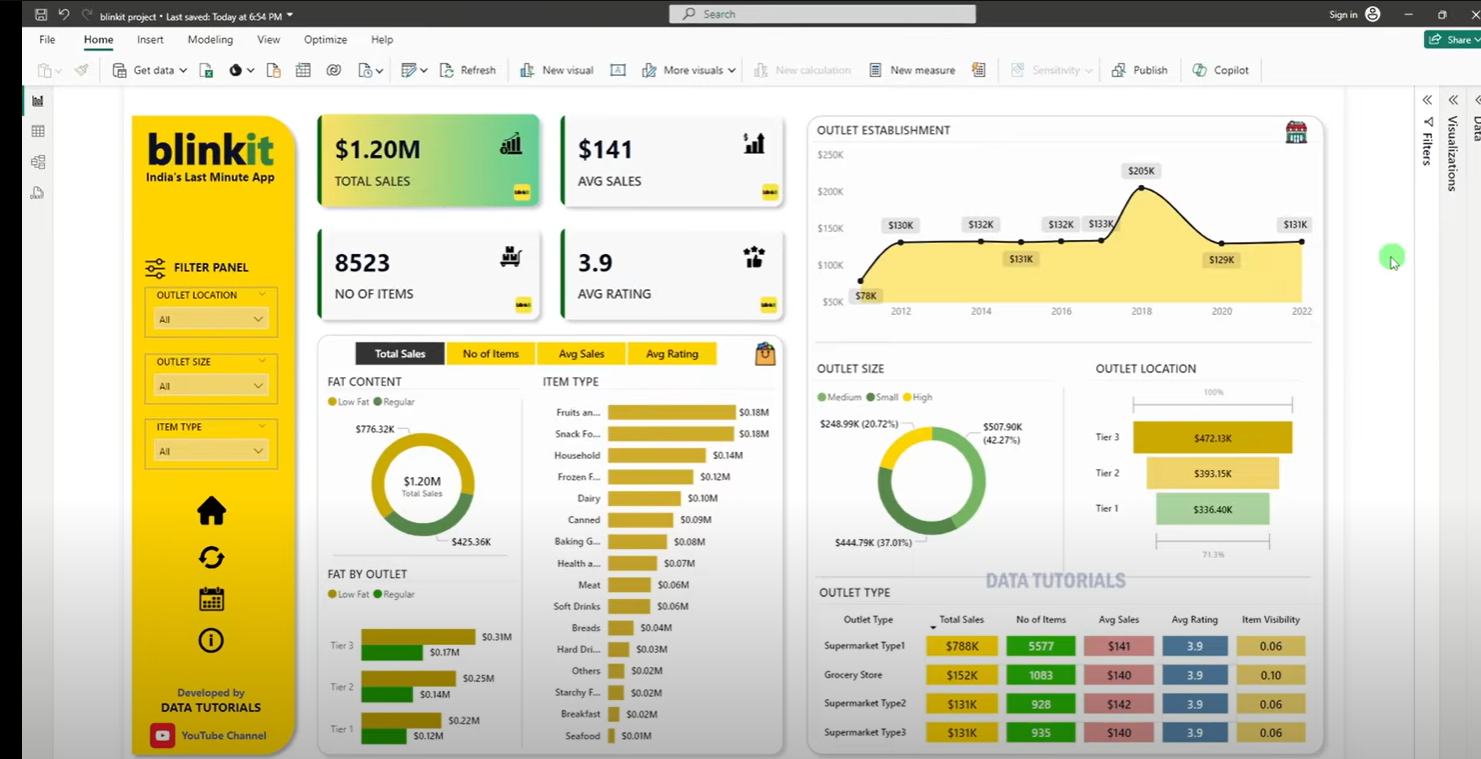 blinkit project • Last saved: Today at 6:54 PM
Search
Sign in
File Home Insert Modeling View Optimize Help
Share
Get data
Refresh
New visual
More visuals
New calculation
New measure
Sensitivity
Publish
Copilot
Filters
Visualizations
Data
blinkit
India's Last Minute App
FILTER PANEL
OUTLET LOCATION
All
OUTLET SIZE
All
ITEM TYPE
All
Developed by
DATA TUTORIALS
YouTube Channel
$1.20M
TOTAL SALES
$141
AVG SALES
8523
NO OF ITEMS
3.9
AVG RATING
Total Sales No of Items Avg Sales Avg Rating
FAT CONTENT
Low Fat Regular
$776.32K
$1.20M
Total Sales
$425.36K
FAT BY OUTLET
Low Fat Regular
Tier 3 $0.31M
$0.17M
Tier 2 $0.25M
$0.14M
Tier 1 $0.22M
$0.12M
ITEM TYPE
Fruits an... $0.18M
Snack Fo... $0.18M
Household $0.14M
Frozen F... $0.12M
Dairy $0.10M
Canned $0.09M
Baking G... $0.08M
Health a... $0.07M
Meat $0.06M
Soft Drinks $0.06M
Breads $0.04M
Hard Dri... $0.03M
Others $0.02M
Starchy F... $0.02M
Breakfast $0.02M
Seafood $0.01M
OUTLET ESTABLISHMENT
$250K
$200K
$150K
$100K
$50K
$78K
$130K
$132K
$131K
$132K
$133K
$205K
$129K
$131K
2012 2014 2016 2018 2020 2022
OUTLET SIZE
Medium Small High
$248.99K (20.72%)
$507.90K
(42.27%)
$444.79K (37.01%)
OUTLET LOCATION
100%
Tier 3 $472.13K
Tier 2 $393.15K
Tier 1 $336.40K
71.3%
DATA TUTORIALS
OUTLET TYPE
Outlet Type Total Sales No of Items Avg Sales Avg Rating Item Visibility
Supermarket Type1 $788K 5577 $141 3.9 0.06
Grocery Store $152K 1083 $140 3.9 0.10
Supermarket Type2 $131K 928 $142 3.9 0.06
Supermarket Type3 $131K 935 $140 3.9 0.06